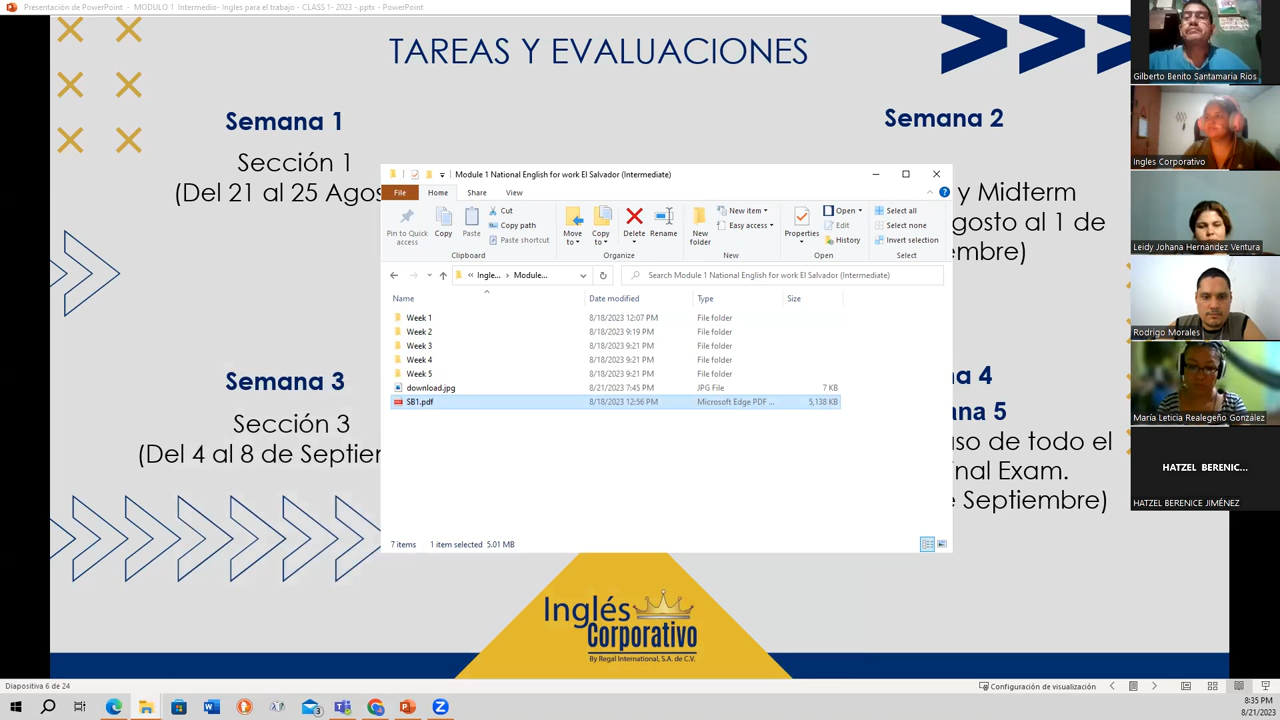 Presentación de PowerPoint - MODULO 1 Intermedio- Ingles para el trabajo - CLASS 1- 2023 -.pptx - PowerPoint
TAREAS Y EVALUACIONES
Semana 1
Sección 1
(Del 21 al 25 Agos
Semana 2
y Midterm
gosto al 1 de
embre)
Semana 3
Sección 3
(Del 4 al 8 de Septier
na 4
na 5
uso de todo el
inal Exam.
e Septiembre)
Module 1 National English for work El Salvador (Intermediate)
File Home Share View
Pin to Quick access
Copy
Paste
Cut
Copy path
Paste shortcut
Clipboard
Move to
Copy to
Delete
Rename
Organize
New folder
New item
Easy access
New
Properties
Open
Edit
History
Open
Select all
Select none
Invert selection
Select
Ingle... Module...
Search Module 1 National English for work El Salvador (Intermediate)
Name Date modified Type Size
Week 1 8/18/2023 12:07 PM File folder
Week 2 8/18/2023 9:19 PM File folder
Week 3 8/18/2023 9:21 PM File folder
Week 4 8/18/2023 9:21 PM File folder
Week 5 8/18/2023 9:21 PM File folder
download.jpg 8/21/2023 7:45 PM JPG File 7 KB
SB1.pdf 8/18/2023 12:56 PM Microsoft Edge PDF ... 5,138 KB
7 items 1 item selected 5.01 MB
Inglés
Corporativo
By Regal International, S.A. de C.V.
Gilberto Benito Santamaria Rios
Ingles Corporativo
Leidy Johana Hernández Ventura
Rodrigo Morales
María Leticia Realegeño González
HATZEL BERENIC...
HATZEL BERENICE JIMÉNEZ
Diapositiva 6 de 24
Configuración de visualización
8:35 PM
8/21/2023